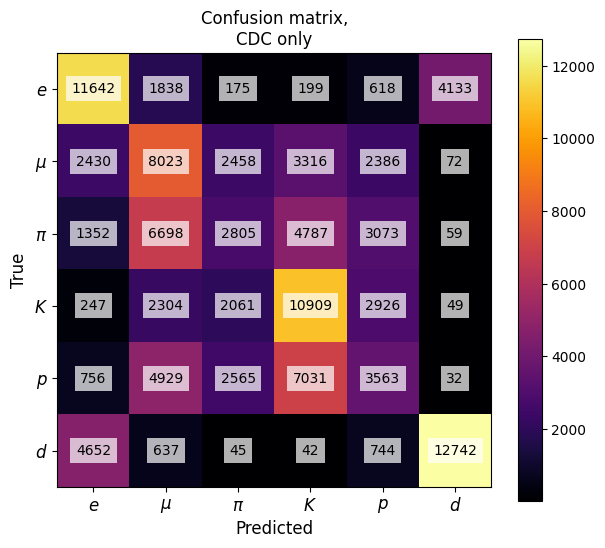 Confusion matrix,
CDC only
True
e 11642 1838 175 199 618 4133
μ 2430 8023 2458 3316 2386 72
π 1352 6698 2805 4787 3073 59
K 247 2304 2061 10909 2926 49
p 756 4929 2565 7031 3563 32
d 4652 637 45 42 744 12742
e μ π K p d
Predicted
12000
10000
8000
6000
4000
2000